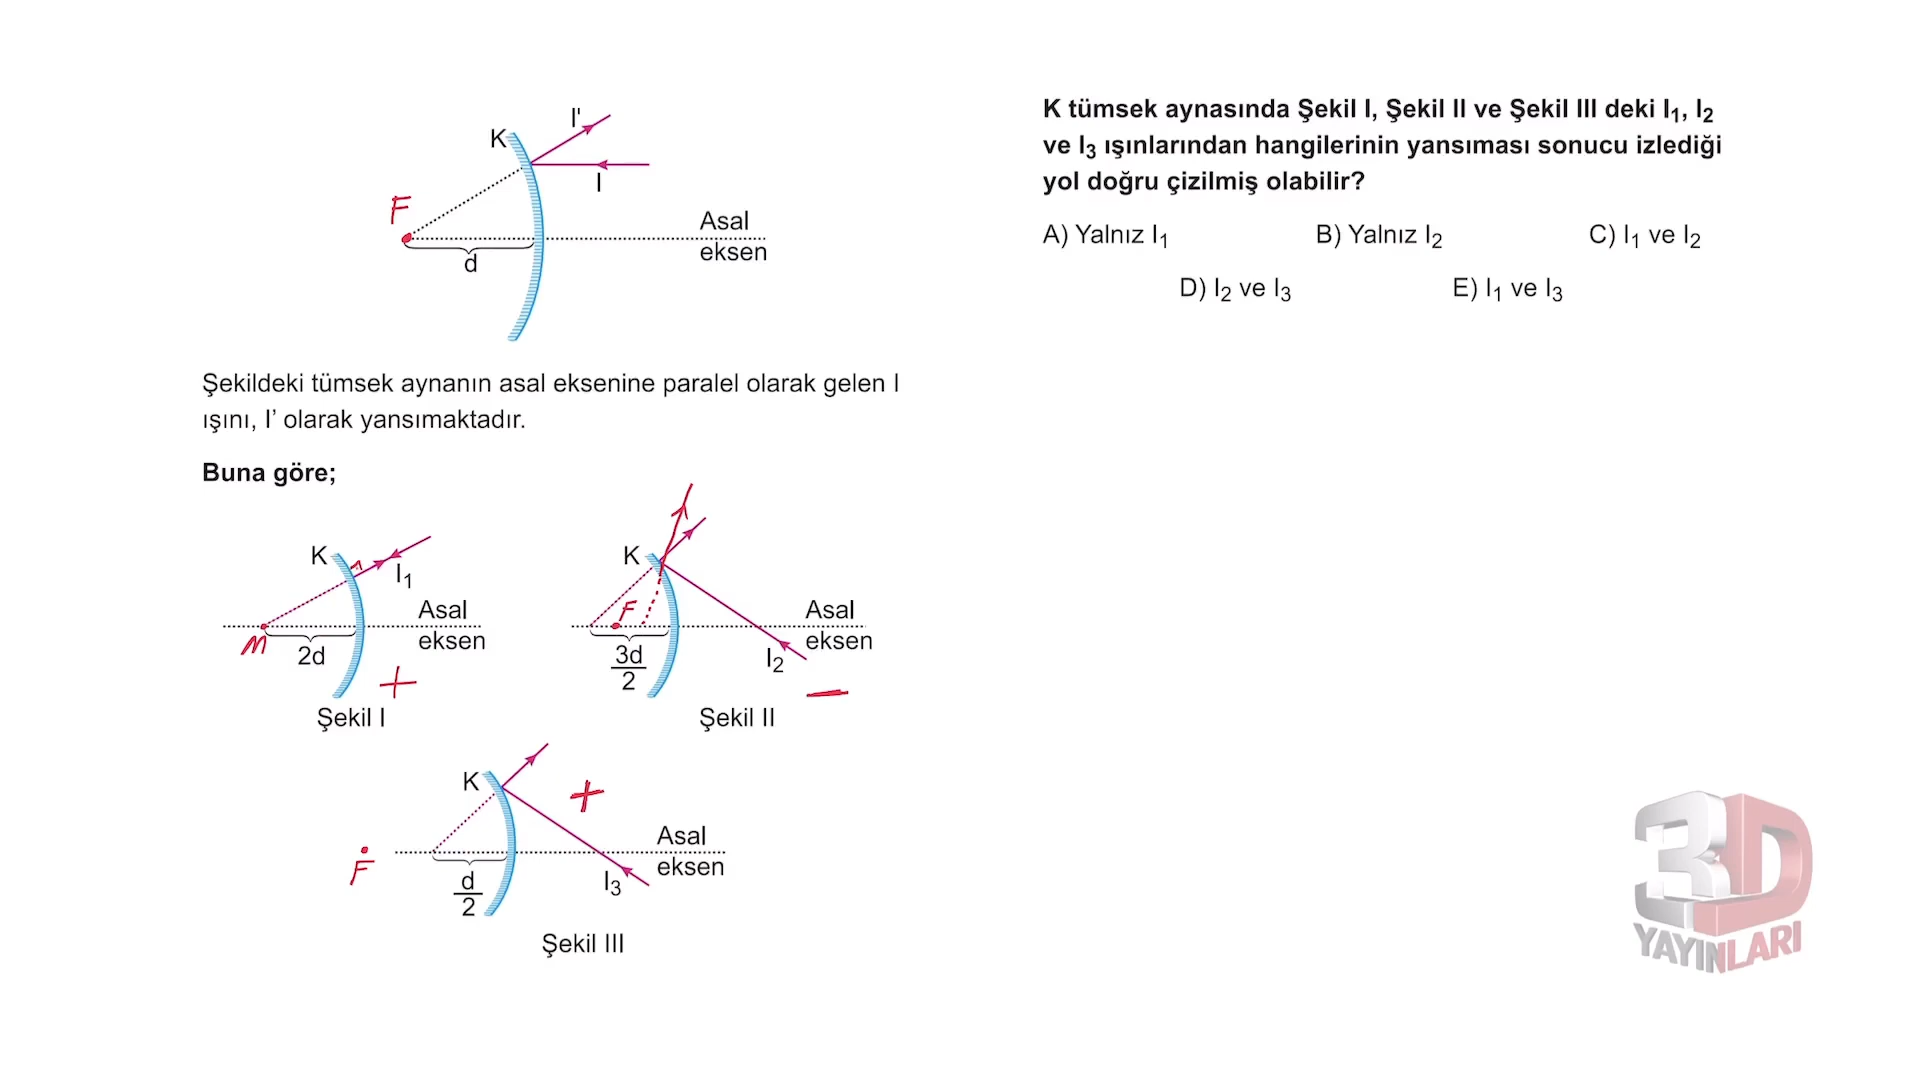 I'
K
I
F
Asal
eksen
d
Şekildeki tümsek aynanın asal eksenine paralel olarak gelen I
ışını, I’ olarak yansımaktadır.
Buna göre;
K
I1
Asal
eksen
M
2d
Şekil I
K
F
Asal
eksen
3d
2
I2
Şekil II
K
Asal
eksen
F
d
2
I3
Şekil III
K tümsek aynasında Şekil I, Şekil II ve Şekil III deki I1, I2
ve I3 ışınlarından hangilerinin yansıması sonucu izlediği
yol doğru çizilmiş olabilir?
A) Yalnız I1 B) Yalnız I2 C) I1 ve I2
D) I2 ve I3 E) I1 ve I3
3D
YAYINLARI